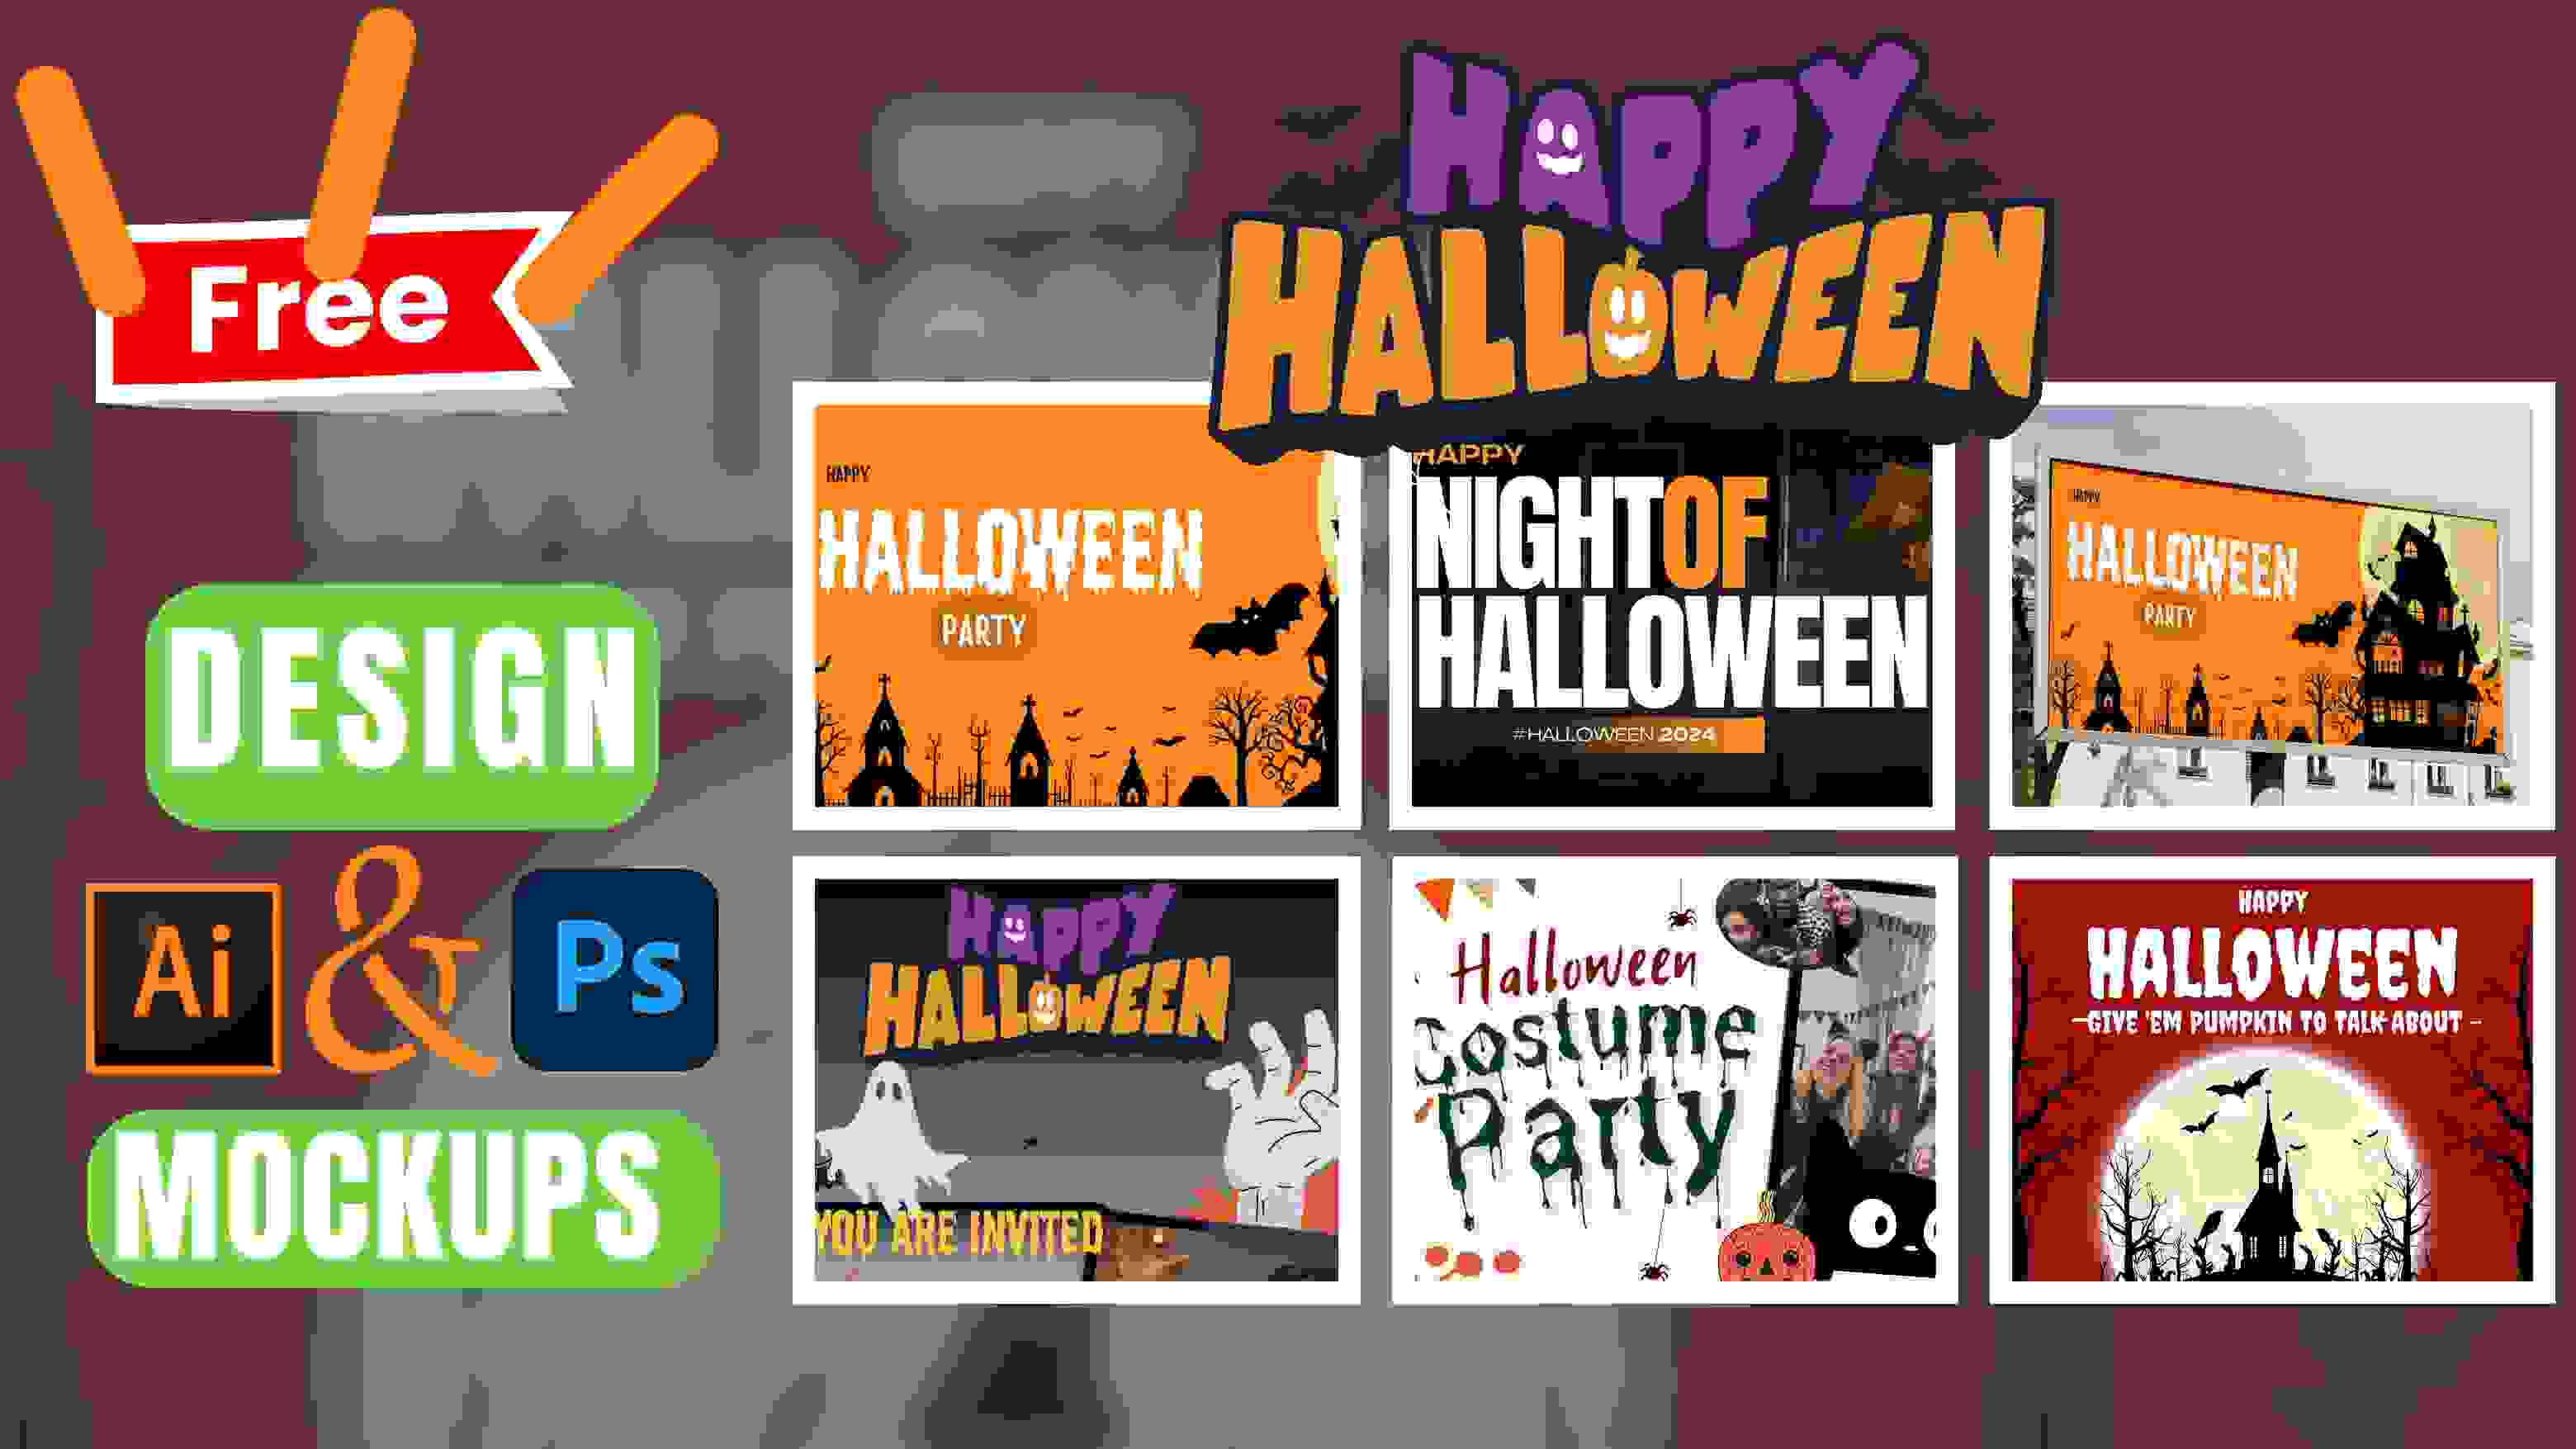 Free
HAPPY
HALLOWEEN
DESIGN
Ai & Ps
MOCKUPS
HAPPY
HALLOWEEN
PARTY
HAPPY
NIGHT OF
HALLOWEEN
#HALLOWEEN 2024
HAPPY
HALLOWEEN
PARTY
HAPPY
HALLOWEEN
YOU ARE INVITED
Halloween
Costume
Party
HAPPY
HALLOWEEN
-GIVE 'EM PUMPKIN TO TALK ABOUT -